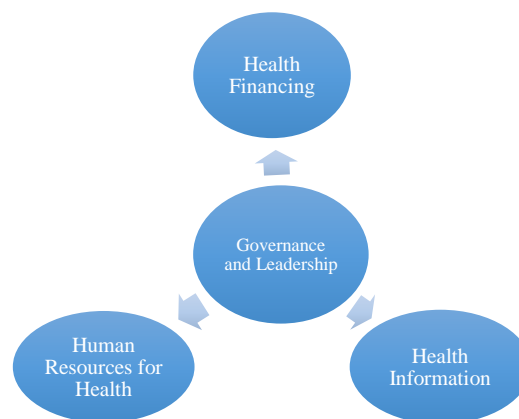 Health
Financing
Governance
and Leadership
Human
Resources for
Health
Health
Information